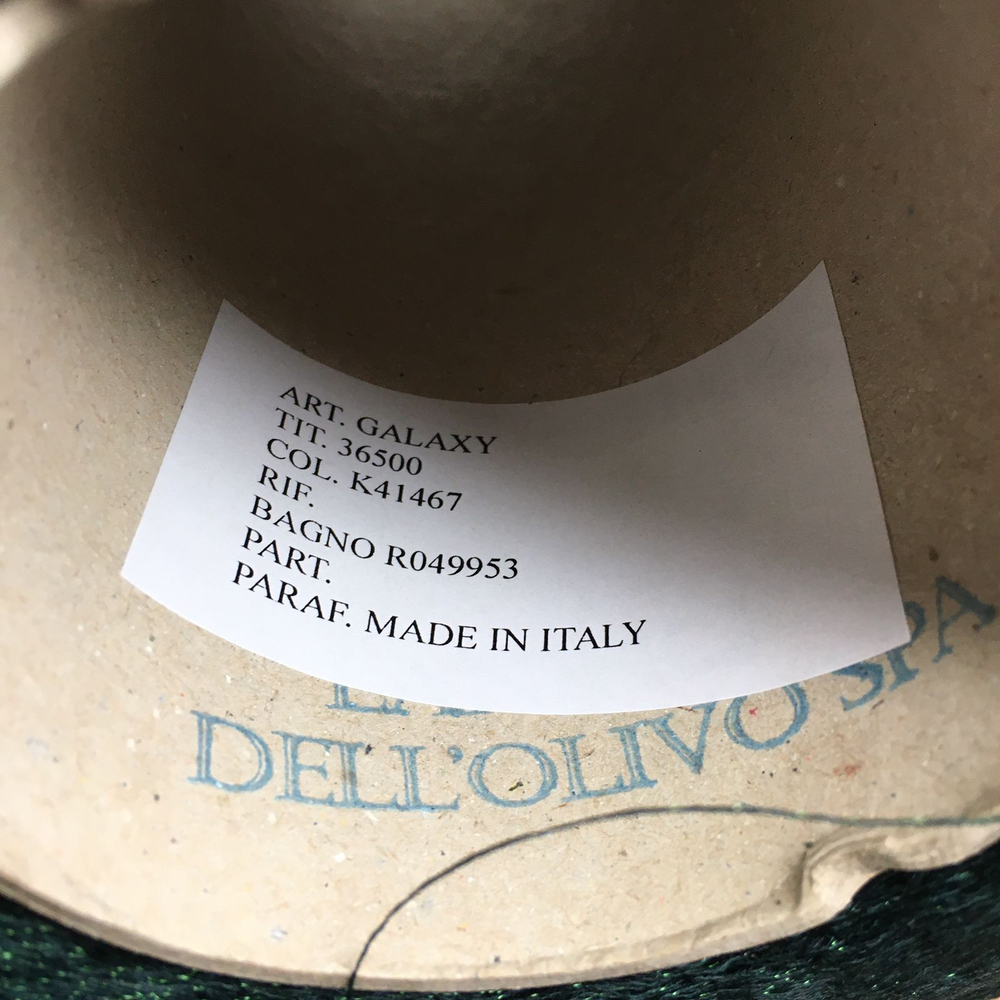 ART. GALAXY
TIT. 36500
COL. K41467
RIF.
BAGNO R049953
PART.
PARAF. MADE IN ITALY
DELL'OLIVO SPA